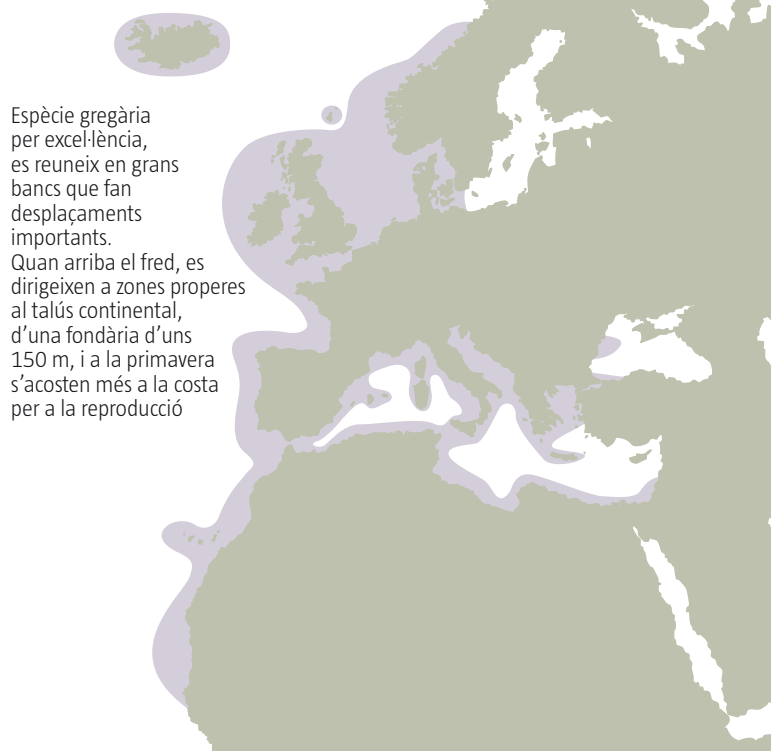 Espècie gregària
per excel·lència,
es reuneix en grans
bancs que fan
desplaçaments
importants.
Quan arriba el fred, es
dirigeixen a zones properes
al talús continental,
d’una fondària d’uns
150 m, i a la primavera
s’acosten més a la costa
per a la reproducció